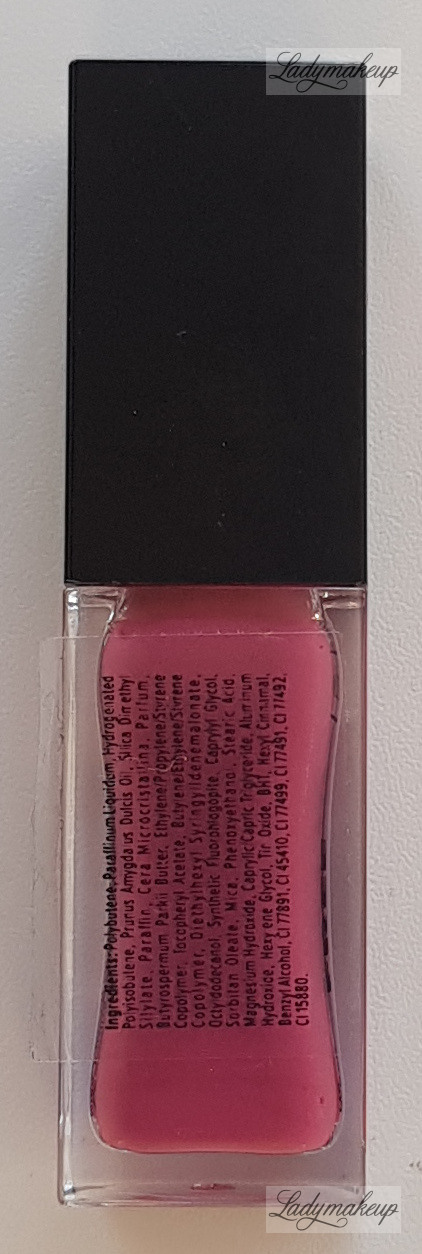 Ladymakeup
Ingredients: Polybutene, Paraffinum Liquidum, Hydrogenated
Polyisobutene, Prunus Amygdalus Dulcis Oil, Silica Dimethyl
Silylate, Paraffin, Cera Microcristallina, Parfum,
Butyrospermum Parkii Butter, Ethylene/Propylene/Styrene
Copolymer, Tocopheryl Acetate, Butylene/Ethylene/Styrene
Copolymer, Diethylhexyl Syringylidenemalonate,
Octyldodecanol, Synthetic Fluorphlogopite, Caprylyl Glycol,
Sorbitan Oleate, Mica, Phenoxyethanol, Stearic Acid,
Magnesium Hydroxide, Caprylic Capric Triglyceride, Aluminum
Hydroxide, Hexylene Glycol, Tin Oxide, BHT, Hexyl Cinnamal,
Benzyl Alcohol, CI 77891, CI 45410, CI 77499, CI 77491, CI 77492,
CI 15880.
Ladymakeup